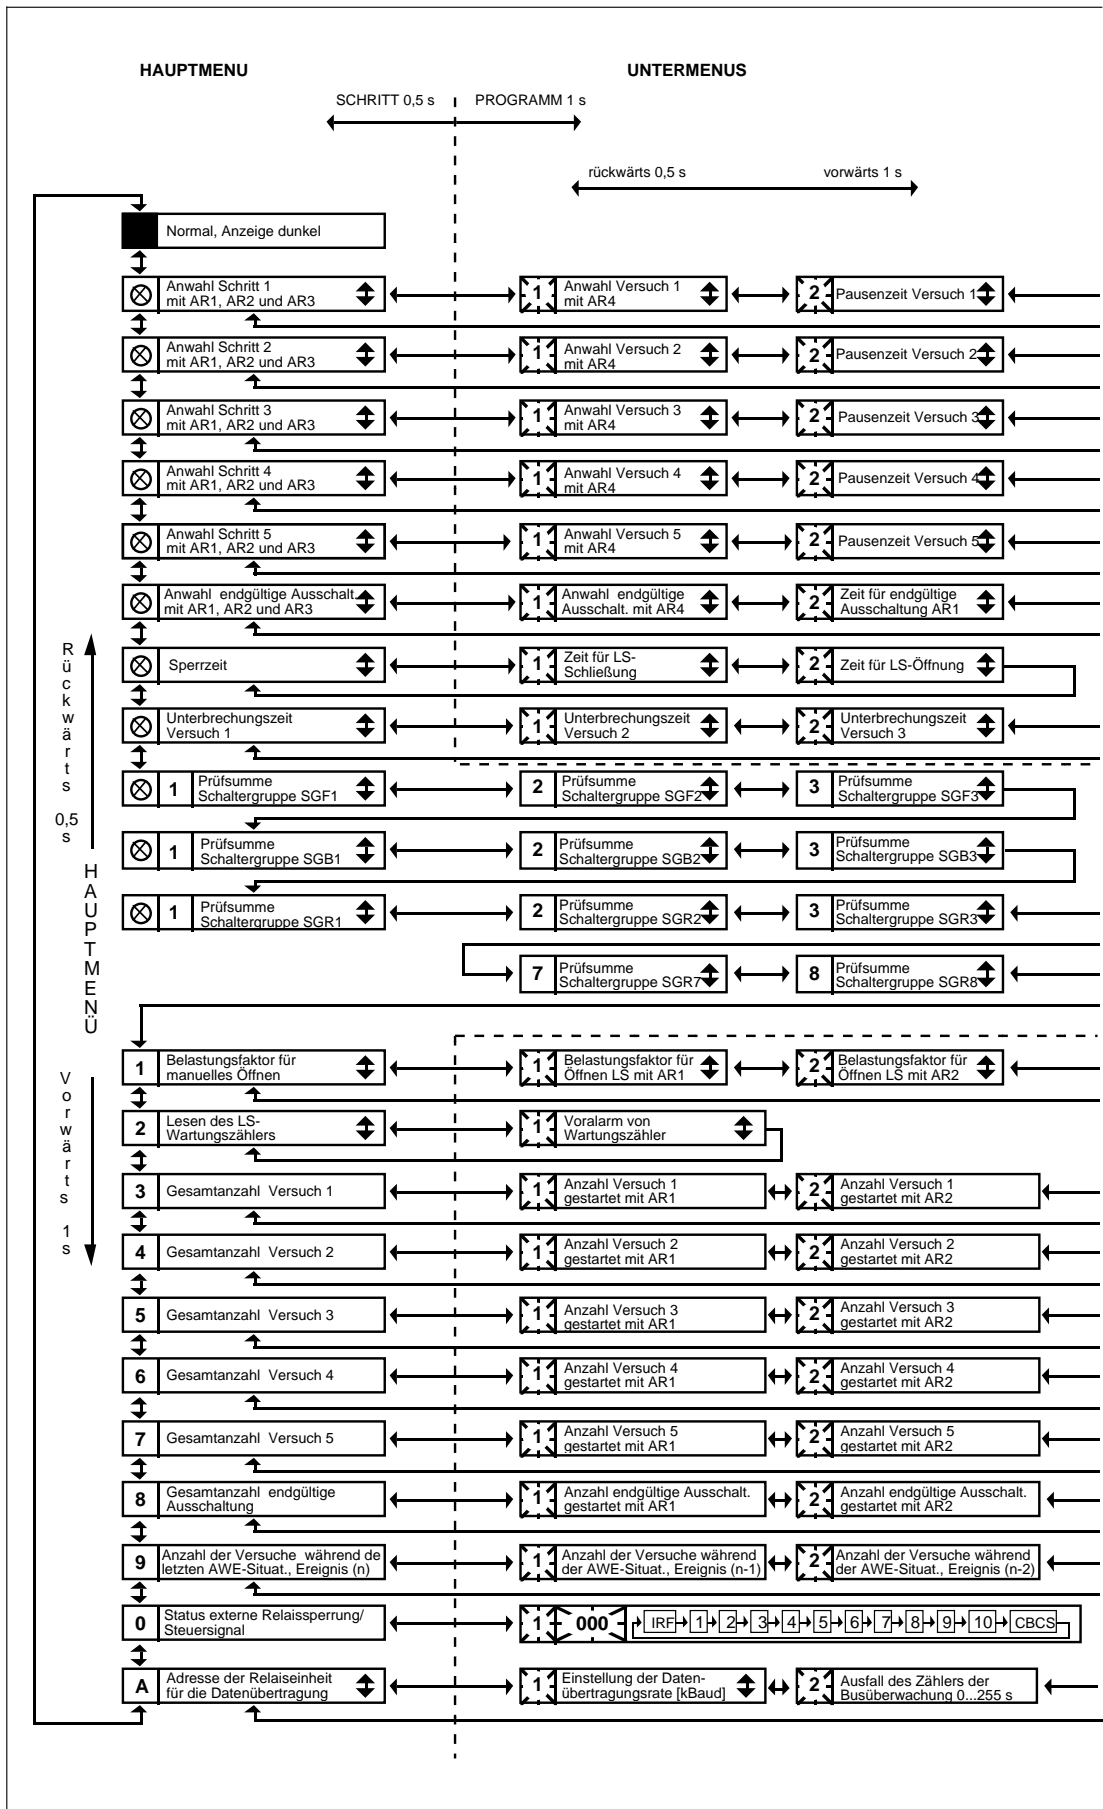 HAUPTMENU
UNTERMENUS
SCHRITT 0,5 s
PROGRAMM 1 s
rückwärts 0,5 s
vorwärts 1 s
Normal, Anzeige dunkel
Anwahl Schritt 1
mit AR1, AR2 und AR3
1
Anwahl Versuch 1
mit AR4
2
Pausenzeit Versuch 1
Anwahl Schritt 2
mit AR1, AR2 und AR3
1
Anwahl Versuch 2
mit AR4
2
Pausenzeit Versuch 2
Anwahl Schritt 3
mit AR1, AR2 und AR3
1
Anwahl Versuch 3
mit AR4
2
Pausenzeit Versuch 3
Anwahl Schritt 4
mit AR1, AR2 und AR3
1
Anwahl Versuch 4
mit AR4
2
Pausenzeit Versuch 4
Anwahl Schritt 5
mit AR1, AR2 und AR3
1
Anwahl Versuch 5
mit AR4
2
Pausenzeit Versuch 5
Anwahl endgültige Ausschalt.
mit AR1, AR2 und AR3
1
Anwahl endgültige
Ausschalt. mit AR4
2
Zeit für endgültige
Ausschaltung AR1
Sperrzeit
1
Zeit für LS-
Schließung
2
Zeit für LS-Öffnung
Unterbrechungszeit
Versuch 1
1
Unterbrechungszeit
Versuch 2
2
Unterbrechungszeit
Versuch 3
1
Prüfsumme
Schaltergruppe SGF1
2
Prüfsumme
Schaltergruppe SGF2
3
Prüfsumme
Schaltergruppe SGF3
1
Prüfsumme
Schaltergruppe SGB1
2
Prüfsumme
Schaltergruppe SGB2
3
Prüfsumme
Schaltergruppe SGB3
1
Prüfsumme
Schaltergruppe SGR1
2
Prüfsumme
Schaltergruppe SGR2
3
Prüfsumme
Schaltergruppe SGR3
7
Prüfsumme
Schaltergruppe SGR7
8
Prüfsumme
Schaltergruppe SGR8
Rückwärts 0,5 s
HAUPTMENÜ
Vorwärts 1 s
1
Belastungsfaktor für
manuelles Öffnen
1
Belastungsfaktor für
Öffnen LS mit AR1
2
Belastungsfaktor für
Öffnen LS mit AR2
2
Lesen des LS-
Wartungszählers
1
Voralarm von
Wartungszähler
3
Gesamtanzahl Versuch 1
1
Anzahl Versuch 1
gestartet mit AR1
2
Anzahl Versuch 1
gestartet mit AR2
4
Gesamtanzahl Versuch 2
1
Anzahl Versuch 2
gestartet mit AR1
2
Anzahl Versuch 2
gestartet mit AR2
5
Gesamtanzahl Versuch 3
1
Anzahl Versuch 3
gestartet mit AR1
2
Anzahl Versuch 3
gestartet mit AR2
6
Gesamtanzahl Versuch 4
1
Anzahl Versuch 4
gestartet mit AR1
2
Anzahl Versuch 4
gestartet mit AR2
7
Gesamtanzahl Versuch 5
1
Anzahl Versuch 5
gestartet mit AR1
2
Anzahl Versuch 5
gestartet mit AR2
8
Gesamtanzahl endgültige
Ausschaltung
1
Anzahl endgültige Ausschalt.
gestartet mit AR1
2
Anzahl endgültige Ausschalt.
gestartet mit AR2
9
Anzahl der Versuche während de
letzten AWE-Situat., Ereignis (n)
1
Anzahl der Versuche während
der AWE-Situat., Ereignis (n-1)
2
Anzahl der Versuche während
der AWE-Situat., Ereignis (n-2)
0
Status externe Relaissperrung/
Steuersignal
1
000
IRF 1 2 3 4 5 6 7 8 9 10 CBCS
A
Adresse der Relaiseinheit
für die Datenübertragung
1
Einstellung der Daten-
übertragungsrate [kBaud]
2
Ausfall des Zählers der
Busüberwachung 0...255 s